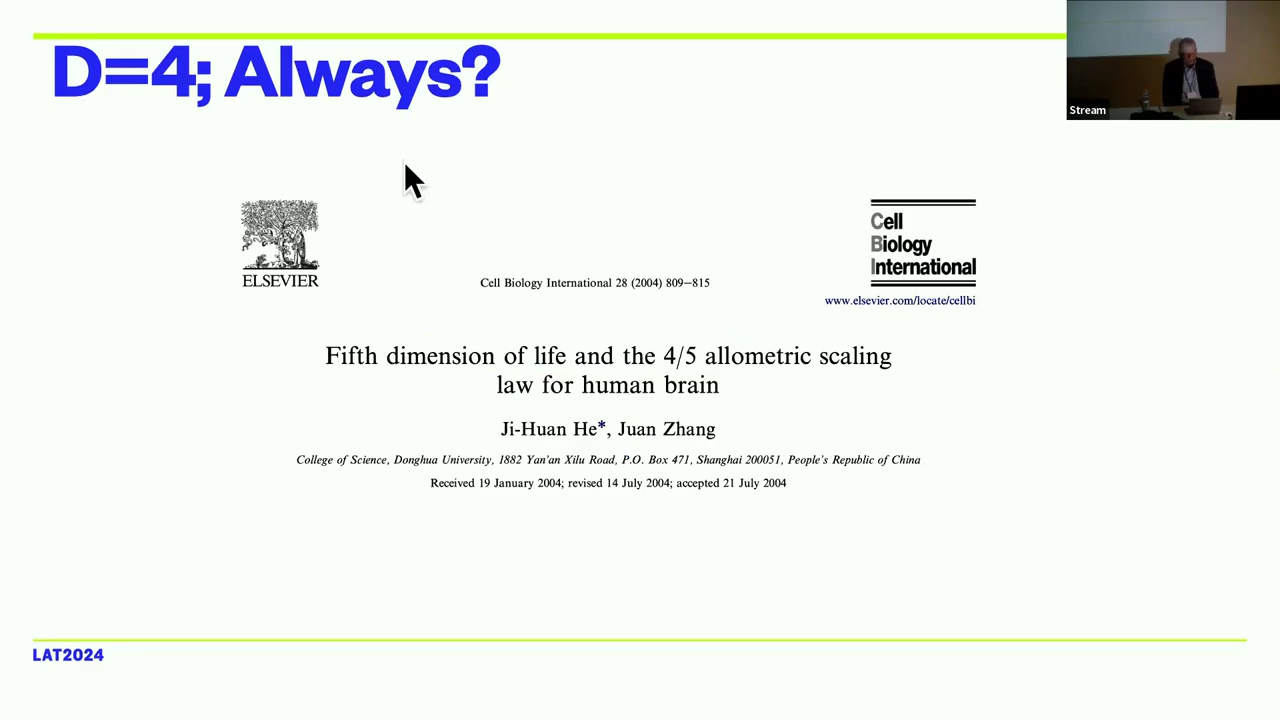 D=4; Always?
Stream
ELSEVIER
Cell Biology International 28 (2004) 809–815
Cell
Biology
International
www.elsevier.com/locate/cellbi
Fifth dimension of life and the 4/5 allometric scaling
law for human brain
Ji-Huan He*, Juan Zhang
College of Science, Donghua University, 1882 Yan'an Xilu Road, P.O. Box 471, Shanghai 200051, People's Republic of China
Received 19 January 2004; revised 14 July 2004; accepted 21 July 2004
LAT2024